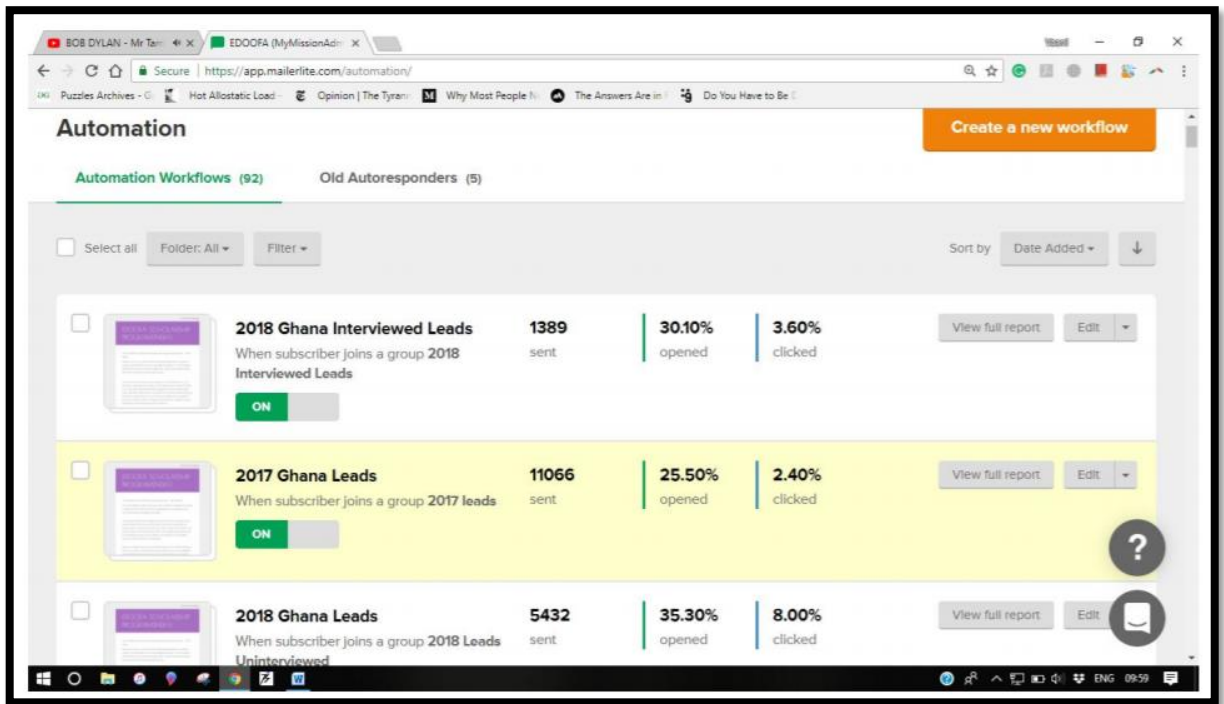 BOB DYLAN - Mr Tam
EDOOFA (MyMissionAdm
Secure | https://app.mailerlite.com/automation/
Puzzles Archives - G Hot Allostatic Load - Opinion | The Tyrann Why Most People N The Answers Are in Do You Have to Be
Automation
Create a new workflow
Automation Workflows (92) Old Autoresponders (5)
Select all Folder: All Filter Sort by Date Added
2018 Ghana Interviewed Leads 1389 30.10% 3.60% View full report Edit
When subscriber joins a group 2018 sent opened clicked
Interviewed Leads
ON
2017 Ghana Leads 11066 25.50% 2.40% View full report Edit
When subscriber joins a group 2017 leads sent opened clicked
ON
?
2018 Ghana Leads 5432 35.30% 8.00% View full report Edit
When subscriber joins a group 2018 Leads sent opened clicked
Uninterviewed
ENG 09:59